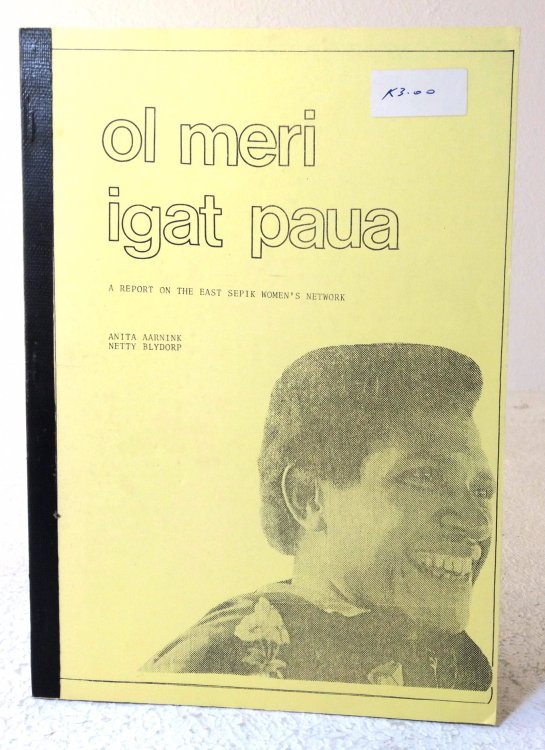 K3.00
ol meri
igat paua
A REPORT ON THE EAST SEPIK WOMEN'S NETWORK
ANITA AARNINK
NETTY BLYDORP